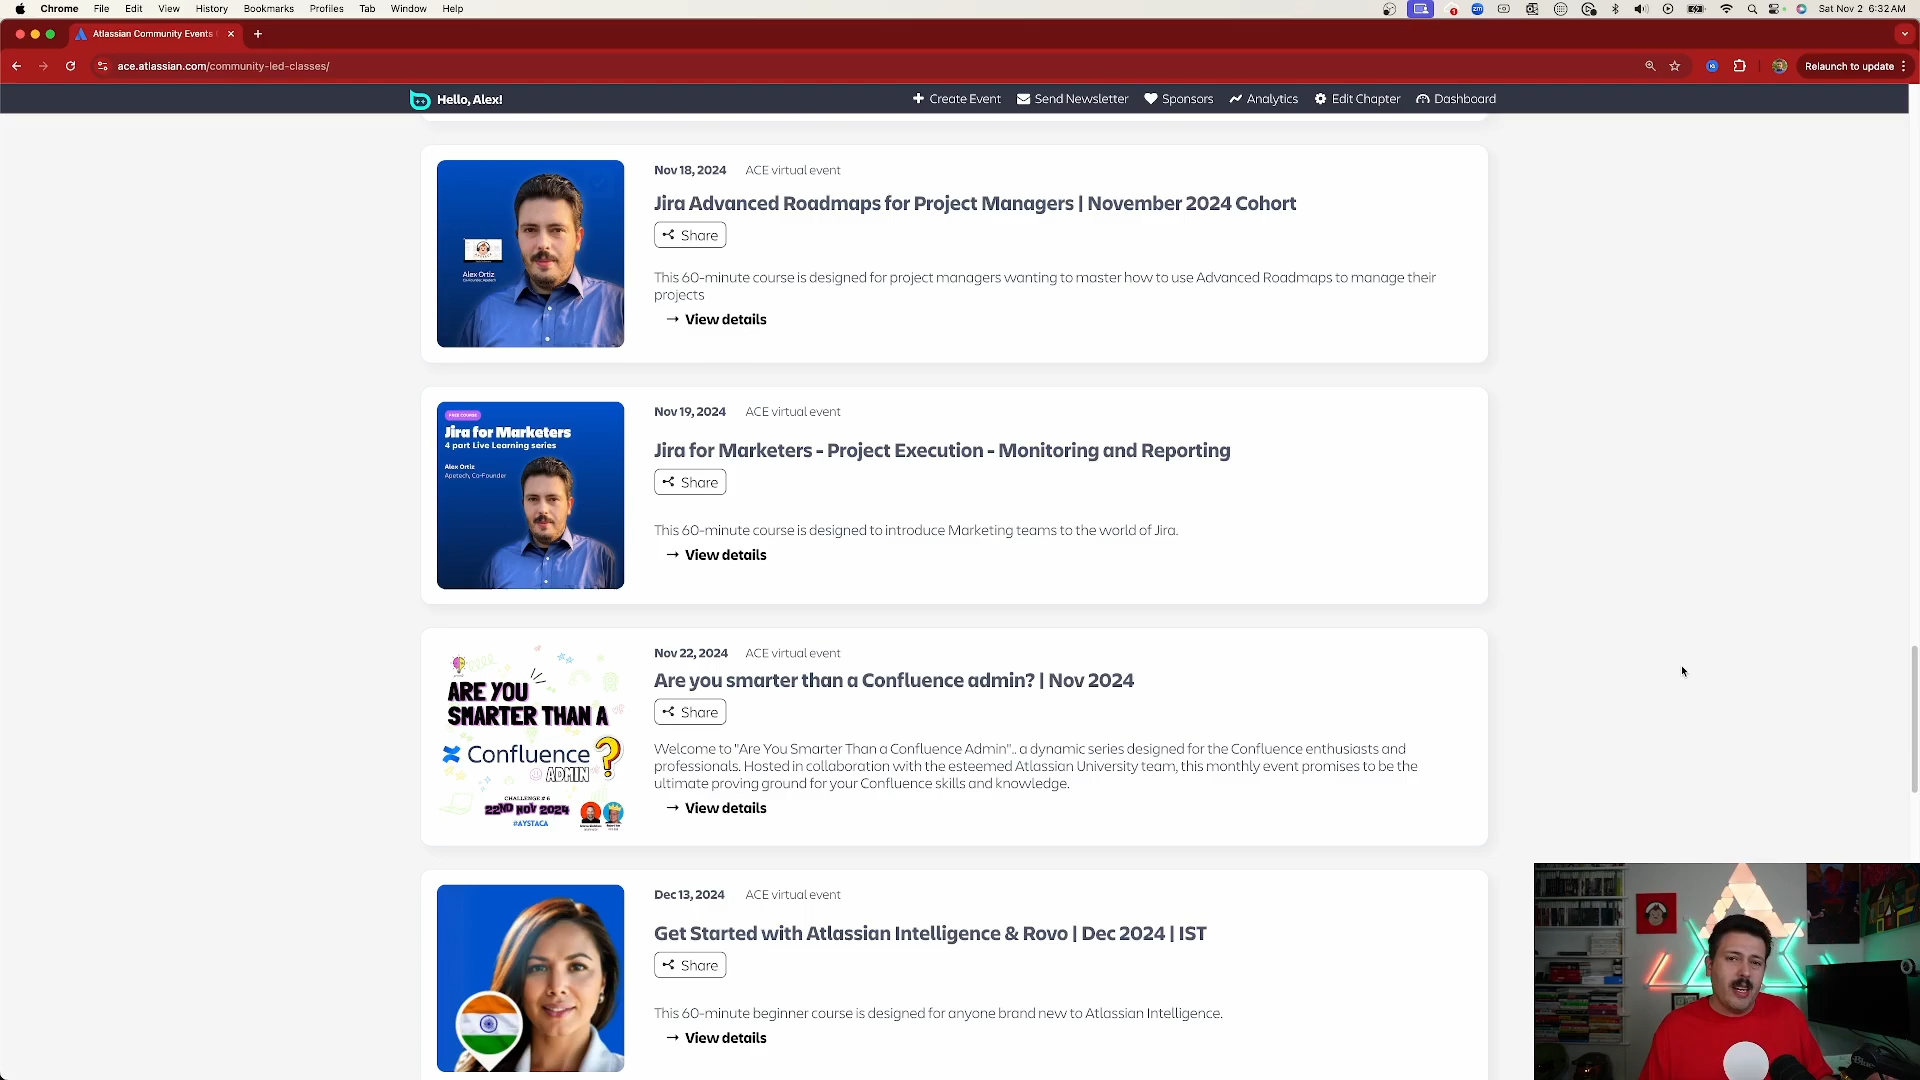 Chrome File Edit View History Bookmarks Profiles Tab Window Help
Sat Nov 2 6:32 AM
Atlassian Community Events
ace.atlassian.com/community-led-classes/
Relaunch to update
Hello, Alex!
Create Event
Send Newsletter
Sponsors
Analytics
Edit Chapter
Dashboard
Alex Ortiz
Nov 18, 2024 ACE virtual event
Jira Advanced Roadmaps for Project Managers | November 2024 Cohort
Share
This 60-minute course is designed for project managers wanting to master how to use Advanced Roadmaps to manage their
projects
→ View details
FREE COURSE
Jira for Marketers
4 part Live Learning series
Alex Ortiz
Apetech, Co-Founder
Nov 19, 2024 ACE virtual event
Jira for Marketers - Project Execution - Monitoring and Reporting
Share
This 60-minute course is designed to introduce Marketing teams to the world of Jira.
→ View details
ARE YOU
SMARTER THAN A
Confluence ?
ADMIN
CHALLENGE # 6
22ND NOV 2024
#AYSTACA
Nov 22, 2024 ACE virtual event
Are you smarter than a Confluence admin? | Nov 2024
Share
Welcome to "Are You Smarter Than a Confluence Admin".. a dynamic series designed for the Confluence enthusiasts and
professionals. Hosted in collaboration with the esteemed Atlassian University team, this monthly event promises to be the
ultimate proving ground for your Confluence skills and knowledge.
→ View details
Dec 13, 2024 ACE virtual event
Get Started with Atlassian Intelligence & Rovo | Dec 2024 | IST
Share
This 60-minute beginner course is designed for anyone brand new to Atlassian Intelligence.
→ View details